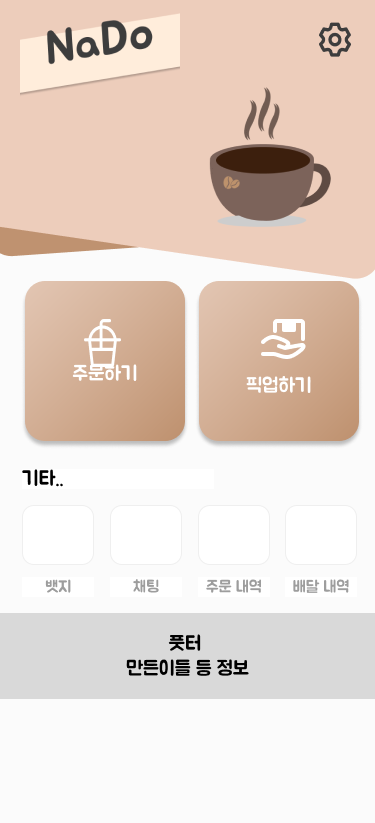 NaDo
주문하기
픽업하기
기타..
뱃지
채팅
주문 내역
배달 내역
풋터
만든이들 등 정보